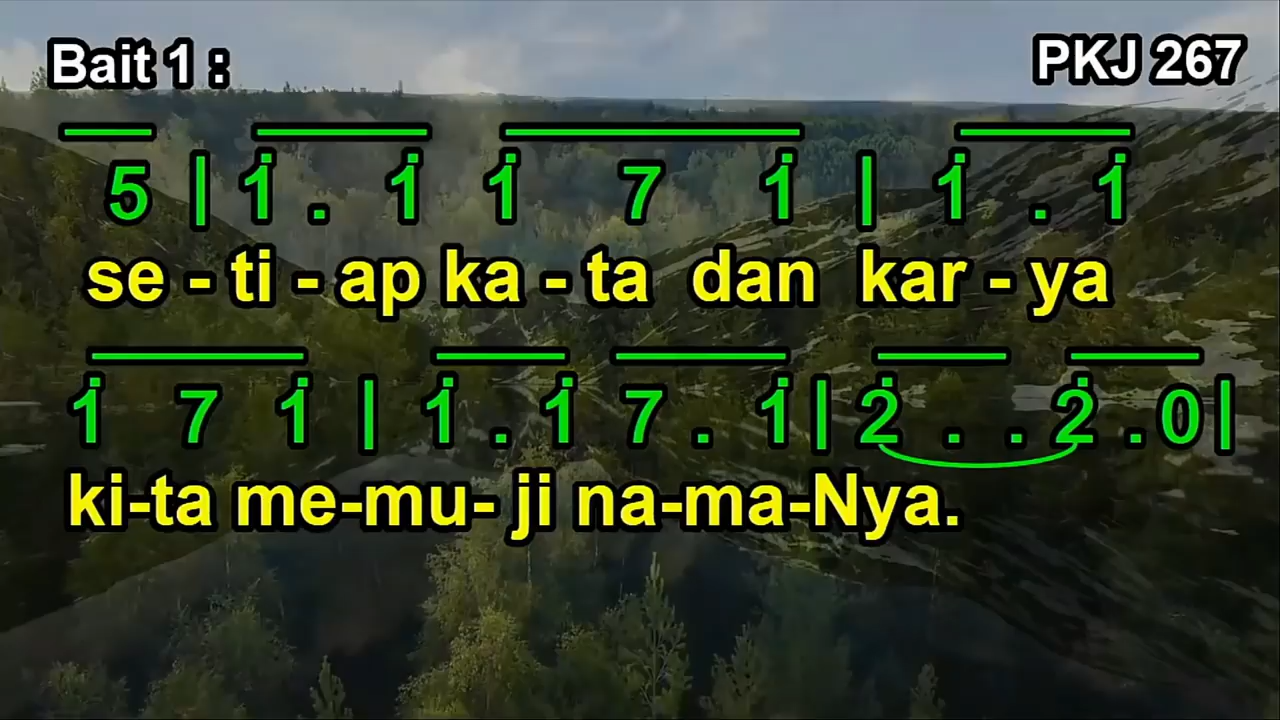 Bait 1 : PKJ 267
5 | 1̇ . 1̇ 1̇ 7 1̇ | 1̇ . 1̇
se - ti - ap ka - ta dan kar - ya
1̇ 7 1̇ | 1̇ . 1̇ 7 . 1̇ | 2̇ . . 2̇ . 0 |
ki-ta me-mu- ji na-ma-Nya.